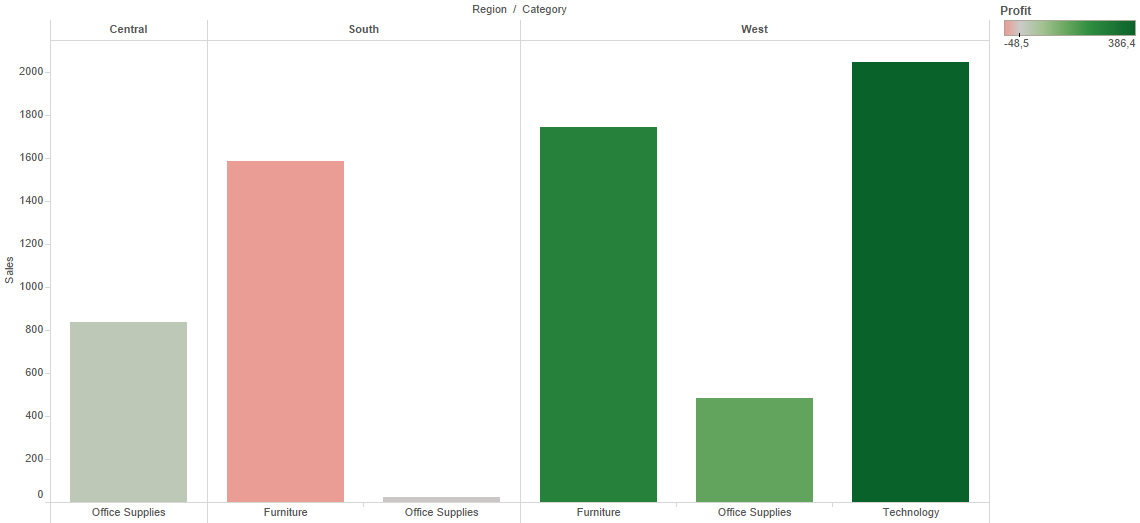 Region / Category
Central South West
Profit
-48,5 386,4
Sales
2000
1800
1600
1400
1200
1000
800
600
400
200
0
Office Supplies Furniture Office Supplies Furniture Office Supplies Technology